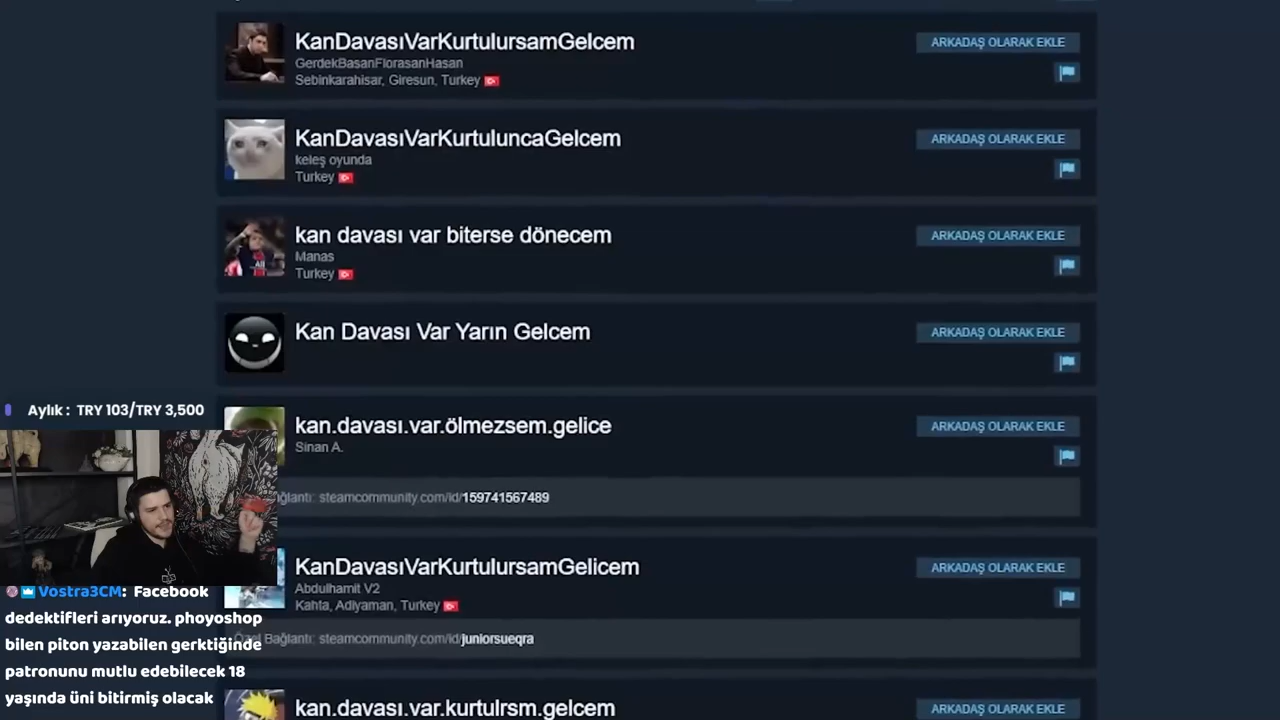 KanDavasıVarKurtulursamGelcem
ARKADAŞ OLARAK EKLE
GerdekBasanFlorasanHasan
Sebinkarahisar, Giresun, Turkey
KanDavasıVarKurtuluncaGelcem
ARKADAŞ OLARAK EKLE
keleş oyunda
Turkey
kan davası var biterse dönecem
ARKADAŞ OLARAK EKLE
Manas
Turkey
Kan Davası Var Yarın Gelcem
ARKADAŞ OLARAK EKLE
Aylık : TRY 103/TRY 3,500
kan.davası.var.ölmezsem.gelice
ARKADAŞ OLARAK EKLE
Sinan A.
ğlantı: steamcommunity.com/id/159741567489
KanDavasıVarKurtulursamGelicem
ARKADAŞ OLARAK EKLE
Abdulhamit V2
Kahta, Adiyaman, Turkey
Özel Bağlantı: steamcommunity.com/id/juniorsueqra
Vostra3CM: Facebook
dedektifleri arıyoruz. phoyoshop
bilen piton yazabilen gerktiğinde
patronunu mutlu edebilecek 18
yaşında üni bitirmiş olacak
kan.davası.var.kurtulrsm.gelcem
ARKADAŞ OLARAK EKLE